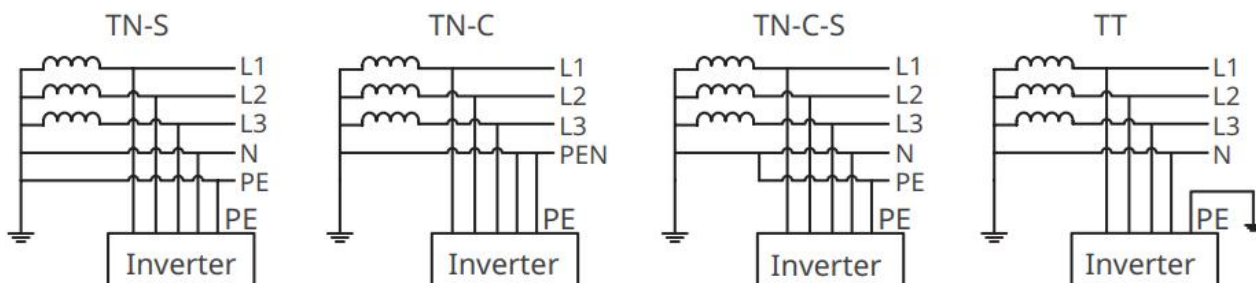 TN-S TN-C TN-C-S TT
L1 L1 L1 L1
L2 L2 L2 L2
L3 L3 L3 L3
N PEN N N
PE PE
PE PE PE PE
Inverter Inverter Inverter Inverter